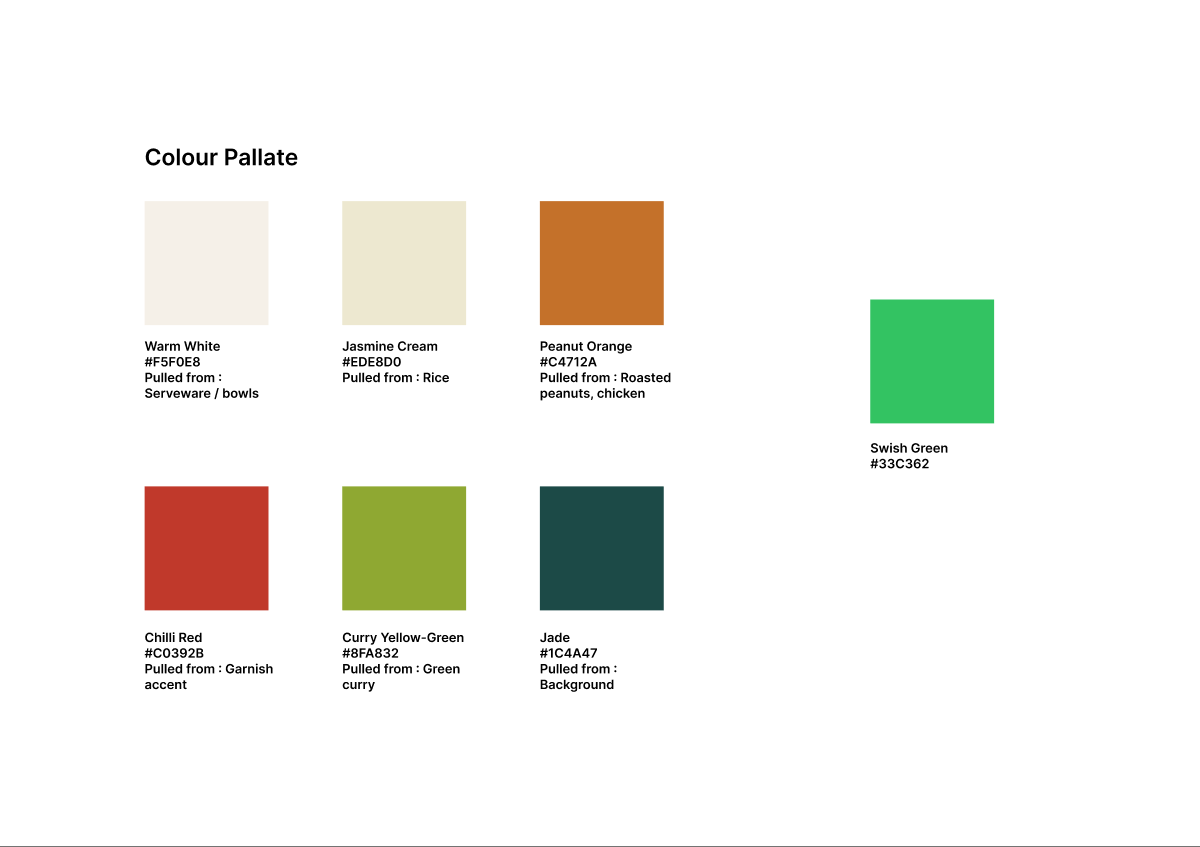 Colour Pallate
Warm White
#F5F0E8
Pulled from :
Serveware / bowls
Jasmine Cream
#EDE8D0
Pulled from : Rice
Peanut Orange
#C4712A
Pulled from : Roasted
peanuts, chicken
Swish Green
#33C362
Chilli Red
#C0392B
Pulled from : Garnish
accent
Curry Yellow-Green
#8FA832
Pulled from : Green
curry
Jade
#1C4A47
Pulled from :
Background